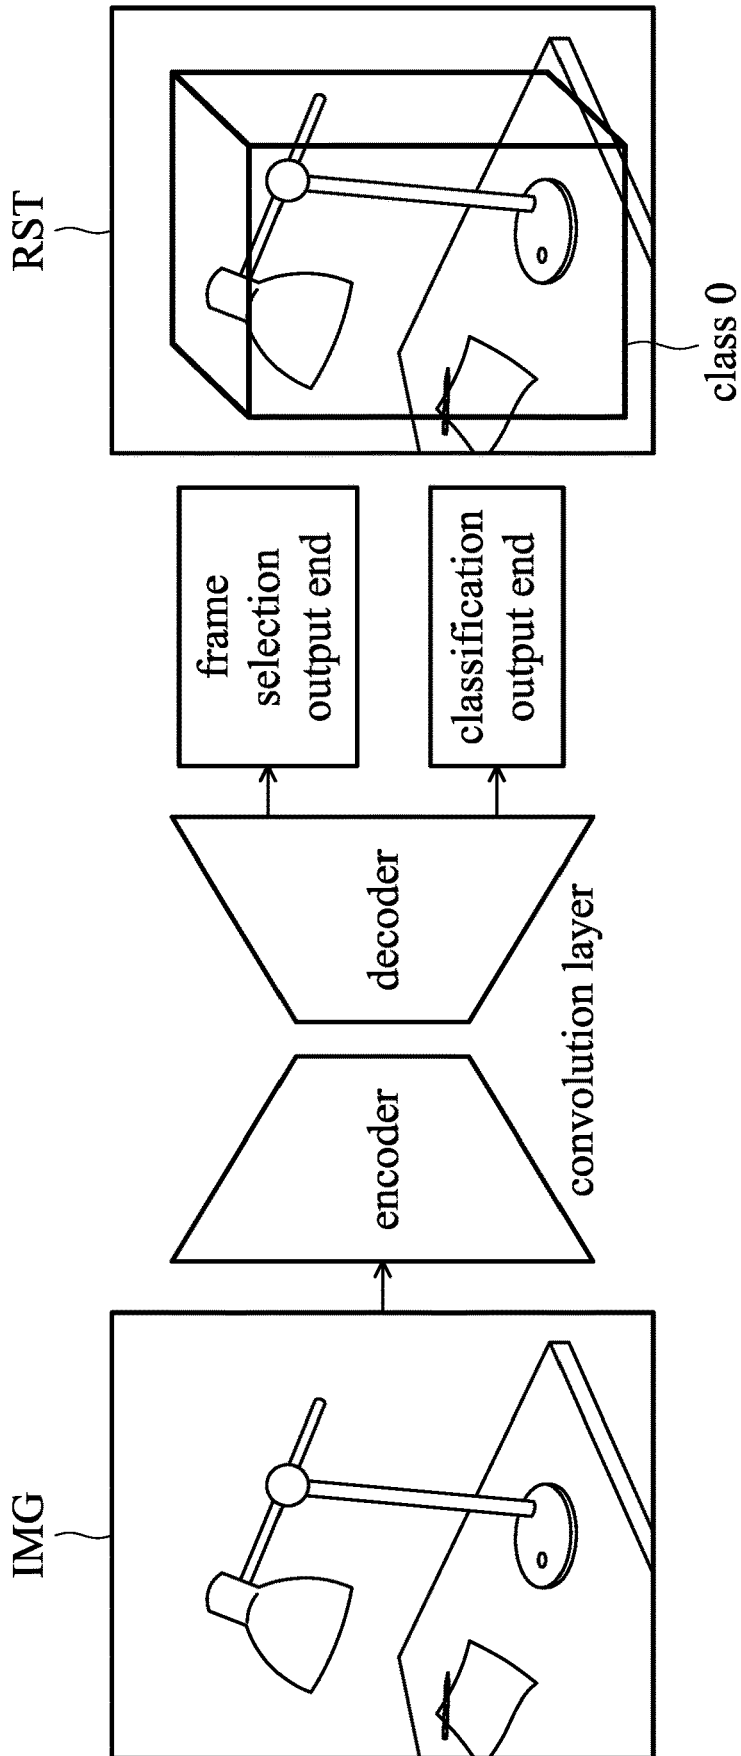 IMG
encoder
convolution layer
decoder
frame
selection
output end
classification
output end
RST
class 0